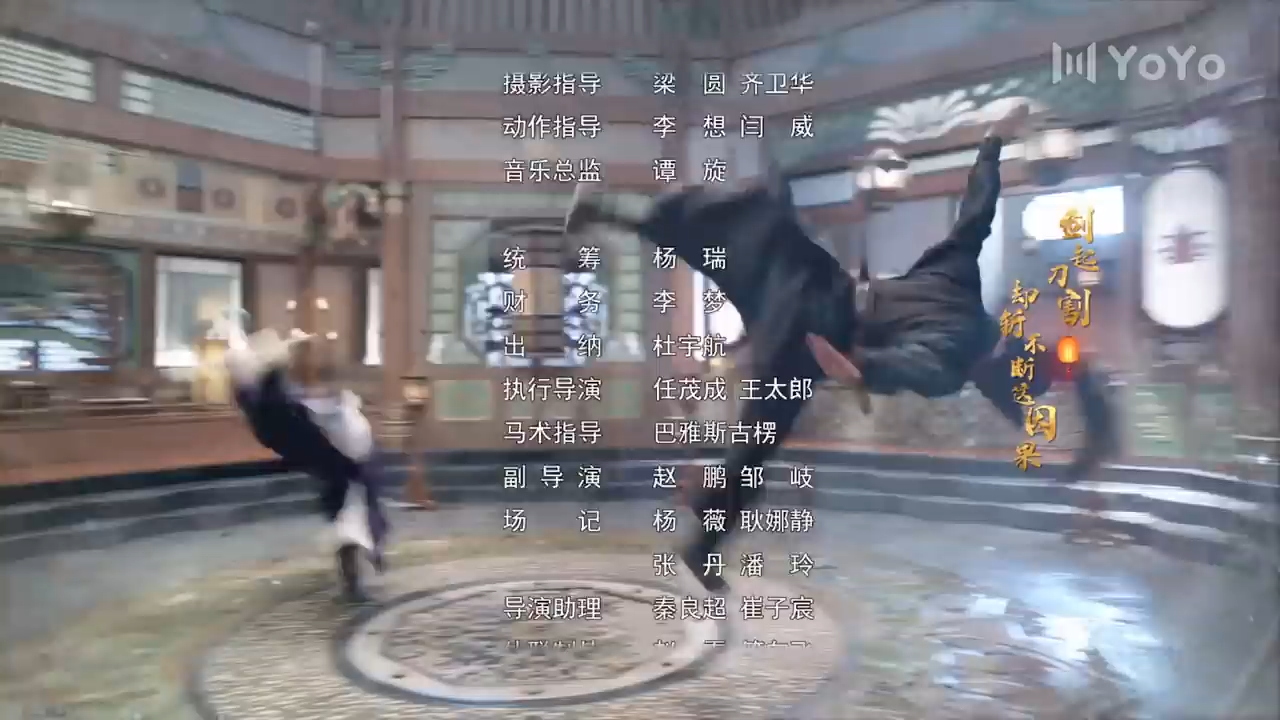 YoYo
摄影指导 梁 圆 齐卫华
动作指导 李 想 闫 威
音乐总监 谭 旋
统 筹 杨 瑞
财 务 李 梦
出 纳 杜宇航
执行导演 任茂成 王太郎
马术指导 巴雅斯古楞
副 导 演 赵 鹏 邹 岐
场 记 杨 薇 耿娜静
张 丹 潘 玲
导演助理 秦良超 崔子宸
剑起刀割
却斩不断这因果